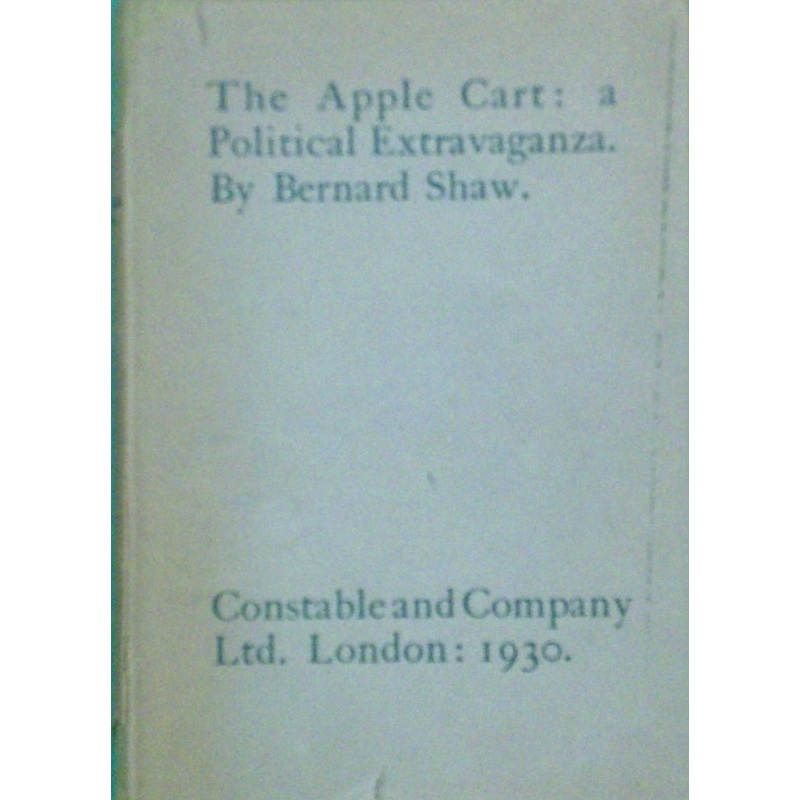 The Apple Cart: a
Political Extravaganza.
By Bernard Shaw.
Constable and Company
Ltd. London: 1930.